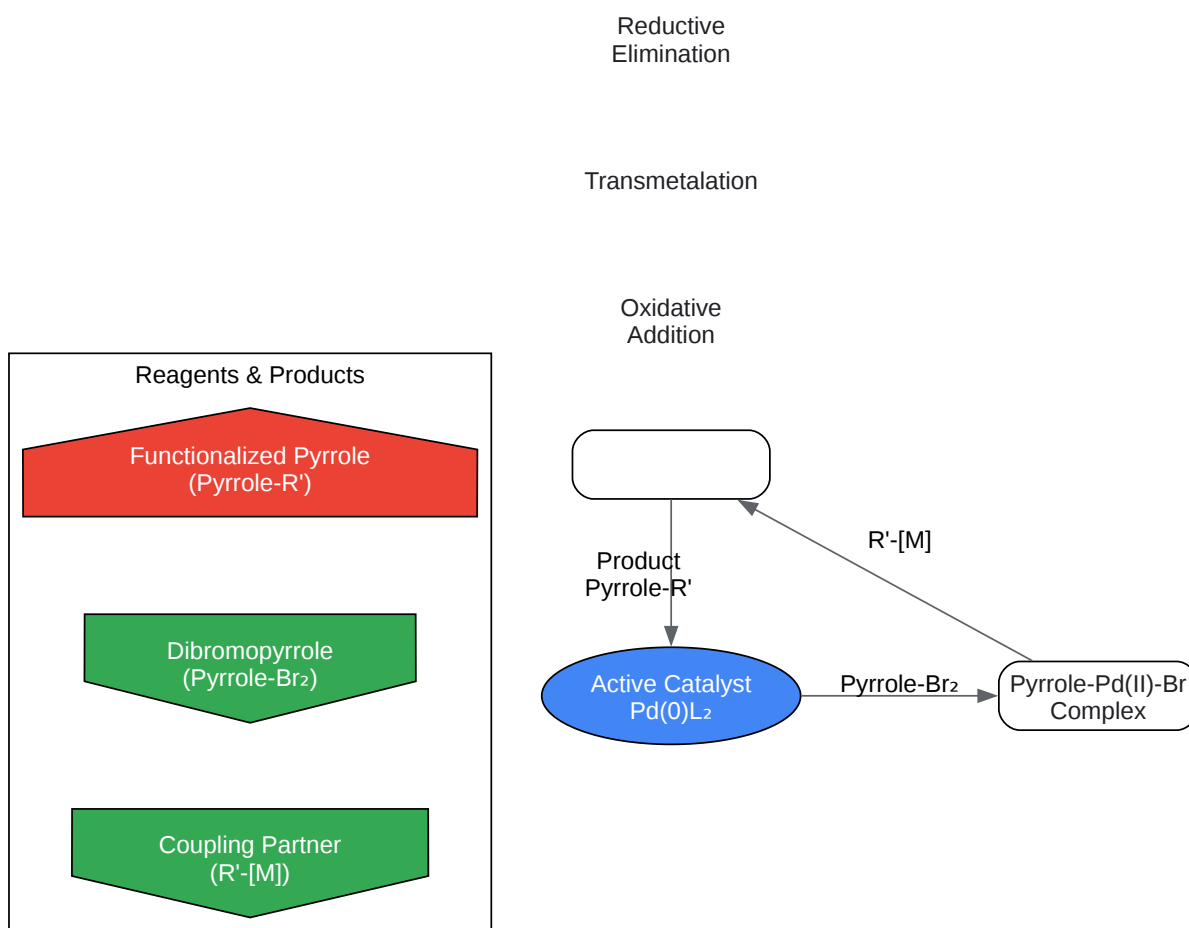 Reductive
Elimination
Transmetalation
Oxidative
Addition
Reagents & Products
Functionalized Pyrrole
(Pyrrole-R')
Dibromopyrrole
(Pyrrole-Br₂)
Coupling Partner
(R'-[M])
R'-[M]
Product
Pyrrole-R'
Active Catalyst
Pd(0)L₂
Pyrrole-Br₂
Pyrrole-Pd(II)-Br
Complex